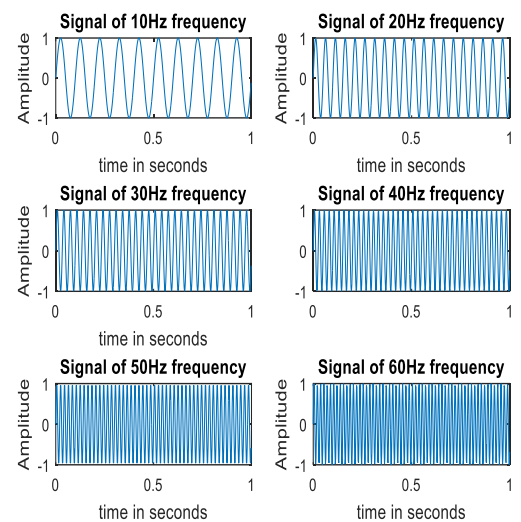 Signal of 10Hz frequency
1
0
-1
Amplitude
0 0.5 1
time in seconds
Signal of 20Hz frequency
1
0
-1
Amplitude
0 0.5 1
time in seconds
Signal of 30Hz frequency
1
0
-1
Amplitude
0 0.5 1
time in seconds
Signal of 40Hz frequency
1
0
-1
Amplitude
0 0.5 1
Signal of 50Hz frequency
1
0
-1
Amplitude
0 0.5 1
time in seconds
Signal of 60Hz frequency
1
0
-1
Amplitude
0 0.5 1
time in seconds